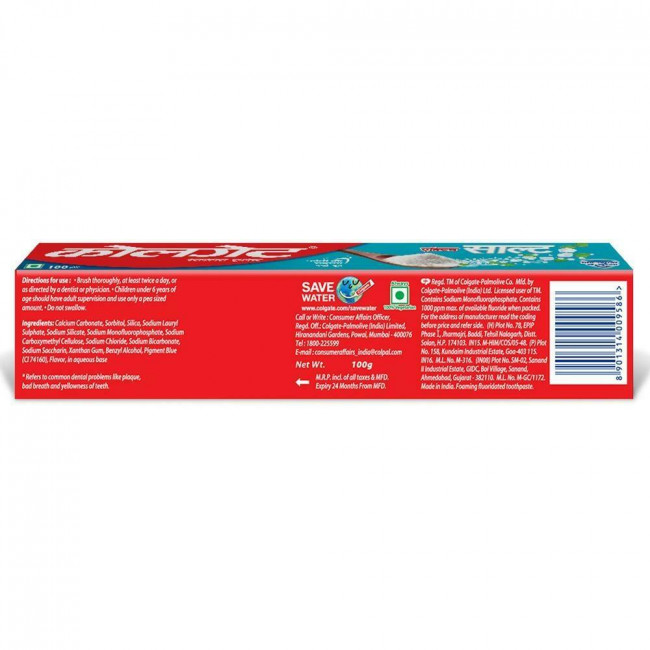 कोलगेट®
100 g
एक्टिव
साल्ट
Directions for use : • Brush thoroughly, at least twice a day, or
as directed by a dentist or physician. • Children under 6 years of
age should have adult supervision and use only a pea sized
amount. • Do not swallow.
Ingredients: Calcium Carbonate, Sorbitol, Silica, Sodium Lauryl
Sulphate, Sodium Silicate, Sodium Monofluorophosphate, Sodium
Carboxymethyl Cellulose, Sodium Chloride, Sodium Bicarbonate,
Sodium Saccharin, Xanthan Gum, Benzyl Alcohol, Pigment Blue
(CI 74160), Flavor, in aqueous base
* Refers to common dental problems like plaque,
bad breath and yellowness of teeth.
SAVE
WATER
www.colgate.com/savewater
100% Vegetarian
Call or Write : Consumer Affairs Officer,
Regd. Off.: Colgate-Palmolive (India) Limited,
Hiranandani Gardens, Powai, Mumbai - 400076
Tel : 1800-225599
E-mail : consumeraffairs_india@colpal.com
Net Wt. 100g
M.R.P. incl. of all taxes & MFD.
Expiry 24 Months From MFD.
Regd. TM of Colgate-Palmolive Co. Mfd. by
Colgate-Palmolive (India) Ltd. Licensed user of TM.
Contains Sodium Monofluorophosphate. Contains
1000 ppm max. of available fluoride when packed.
For the address of manufacturer read the coding
before price and refer side. (H) Plot No. 78, EPIP
Phase 1, Jharmajri, Baddi, Tehsil Nalagarh, Distt.
Solan, H.P. 174103. IN15. M-HIM/COS/05-48. (P) Plot
No. 158, Kundaim Industrial Estate, Goa-403 115.
IN16. M.L. No. M-316. (IN08) Plot No. SM-02, Sanand
II Industrial Estate, GIDC, Bol Village, Sanand,
Ahmedabad, Gujarat - 382110. M.L. No. M-GC/1172.
Made in India. Foaming fluoridated toothpaste.
8 901314 009586 >